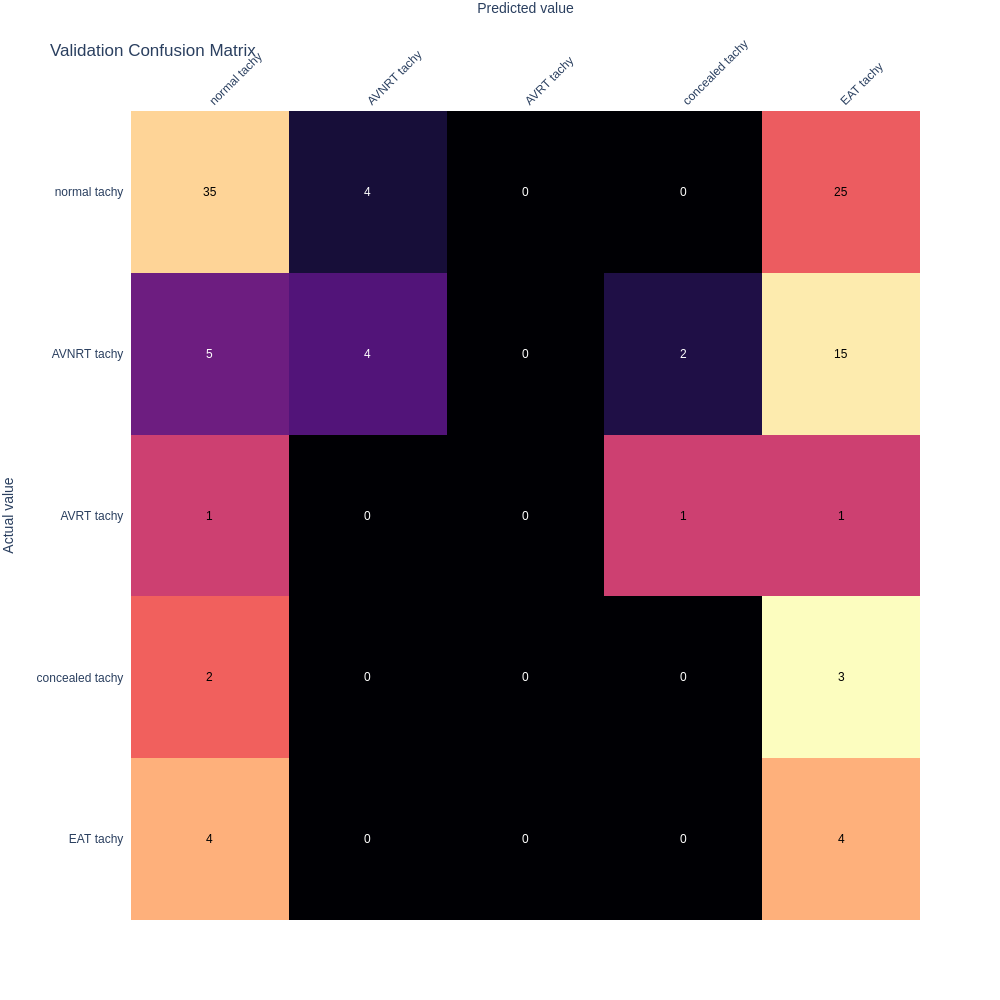 Predicted value
Validation Confusion Matrix
normal tachy AVNRT tachy AVRT tachy concealed tachy EAT tachy
normal tachy 35 4 0 0 25
AVNRT tachy 5 4 0 2 15
AVRT tachy 1 0 0 1 1
concealed tachy 2 0 0 0 3
EAT tachy 4 0 0 0 4
Actual value